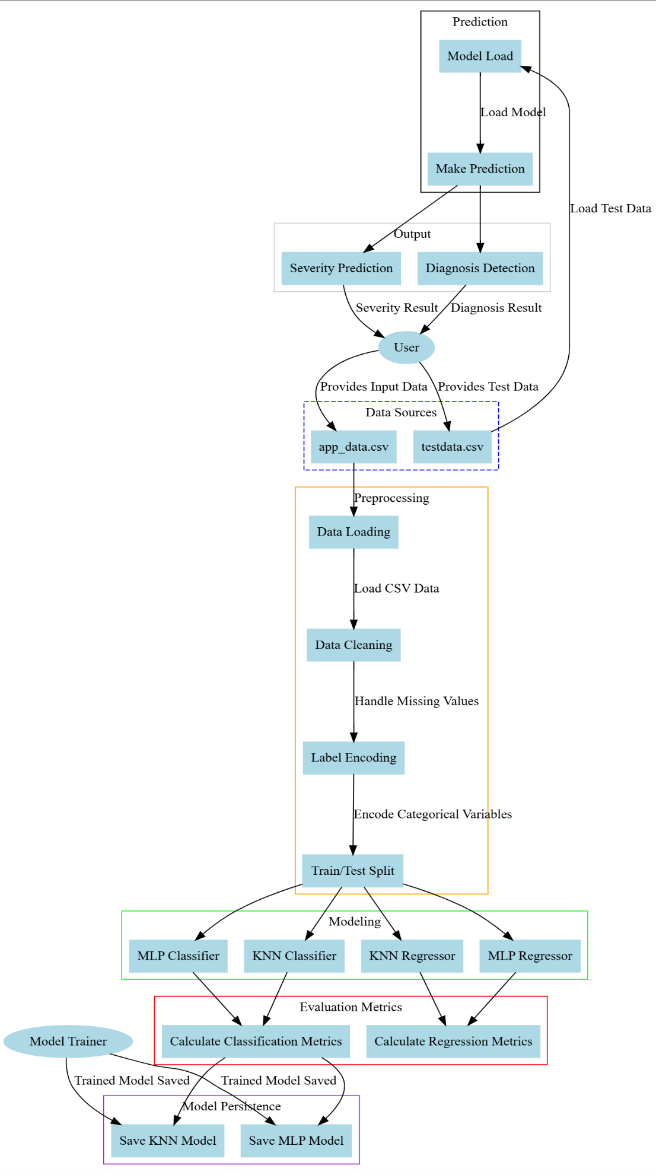 Prediction
Model Load
Load Model
Make Prediction
Load Test Data
Output
Severity Prediction
Diagnosis Detection
Severity Result
Diagnosis Result
User
Provides Input Data
Provides Test Data
Data Sources
app_data.csv
testdata.csv
Preprocessing
Data Loading
Load CSV Data
Data Cleaning
Handle Missing Values
Label Encoding
Encode Categorical Variables
Train/Test Split
Modeling
MLP Classifier
KNN Classifier
KNN Regressor
MLP Regressor
Evaluation Metrics
Model Trainer
Calculate Classification Metrics
Calculate Regression Metrics
Trained Model Saved
Trained Model Saved
Model Persistence
Save KNN Model
Save MLP Model